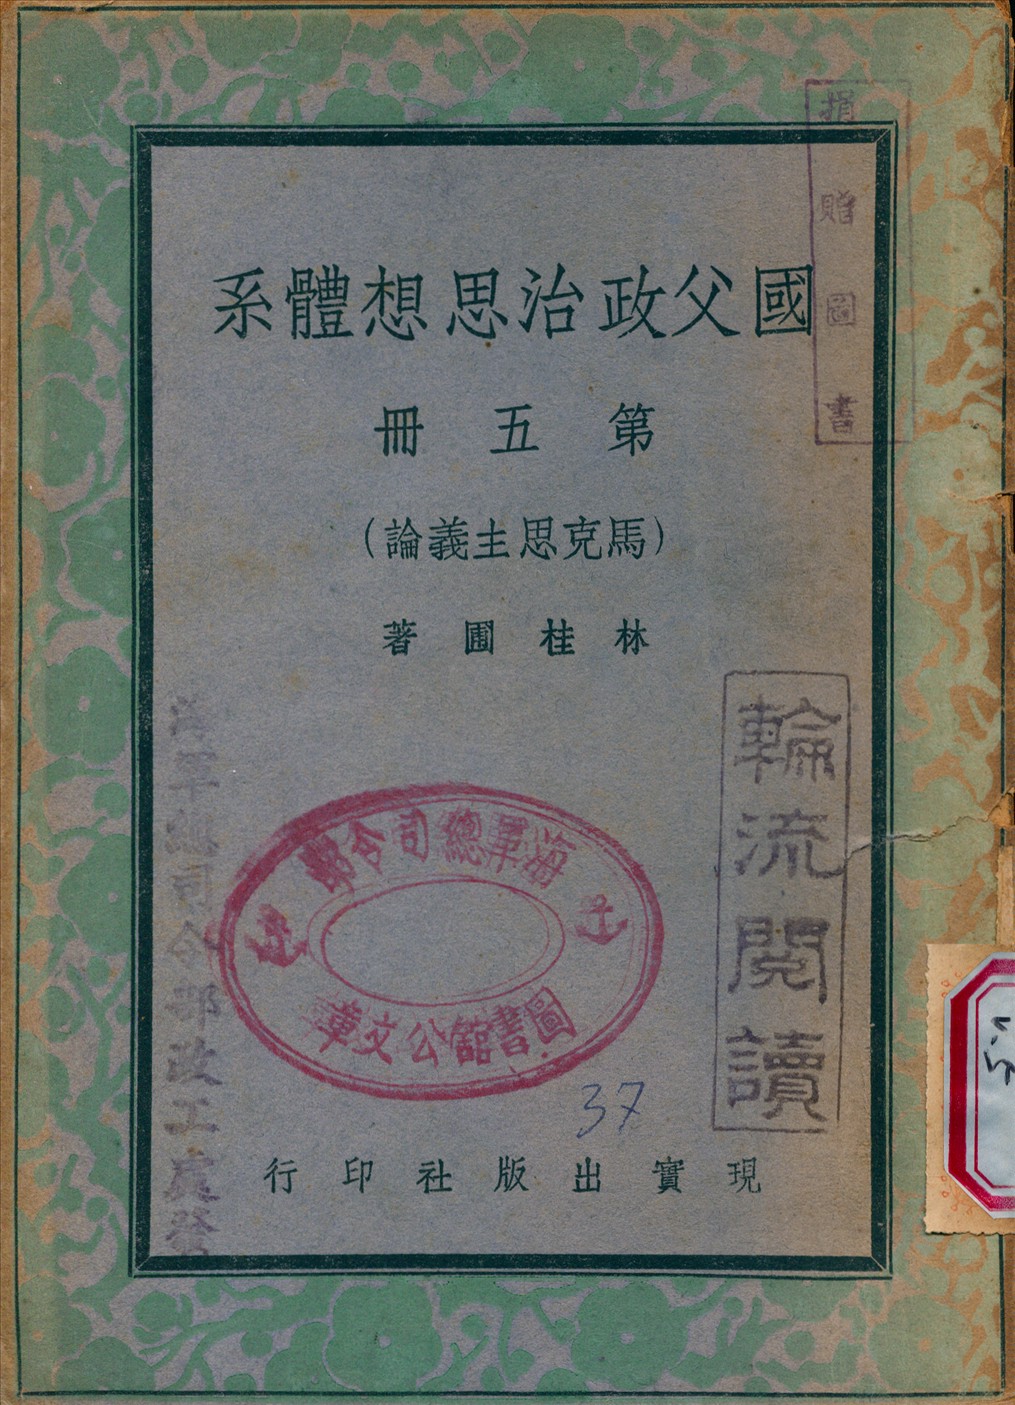 國父政治思想體系
第五冊
(馬克思主義論)
林桂圃著
現實出版社印行
捐贈圖書
輪流閱讀
海軍總司令部
圖書館公文章
海軍總司令部政工處發
37